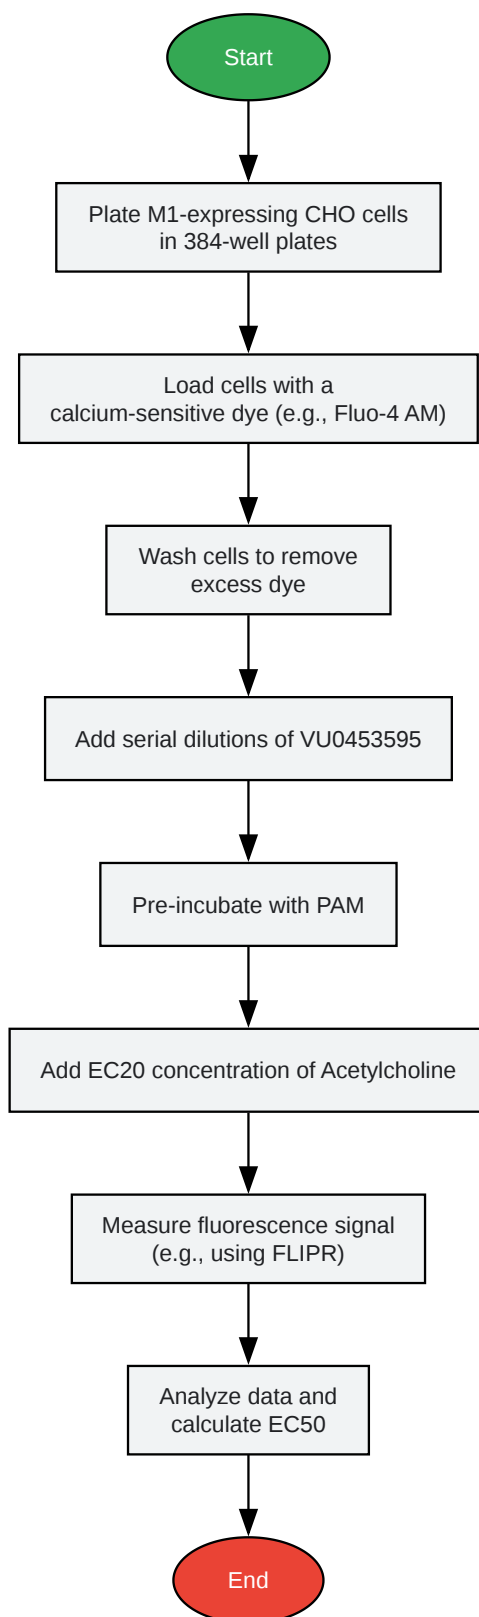 Start
Plate M1-expressing CHO cells
in 384-well plates
Load cells with a
calcium-sensitive dye (e.g., Fluo-4 AM)
Wash cells to remove
excess dye
Add serial dilutions of VU0453595
Pre-incubate with PAM
Add EC20 concentration of Acetylcholine
Measure fluorescence signal
(e.g., using FLIPR)
Analyze data and
calculate EC50
End